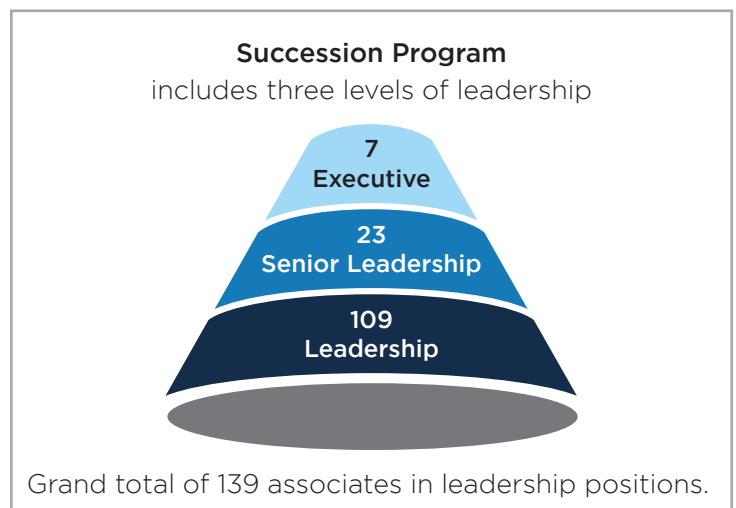 Succession Program
includes three levels of leadership
7
Executive
23
Senior Leadership
109
Leadership
Grand total of 139 associates in leadership positions.